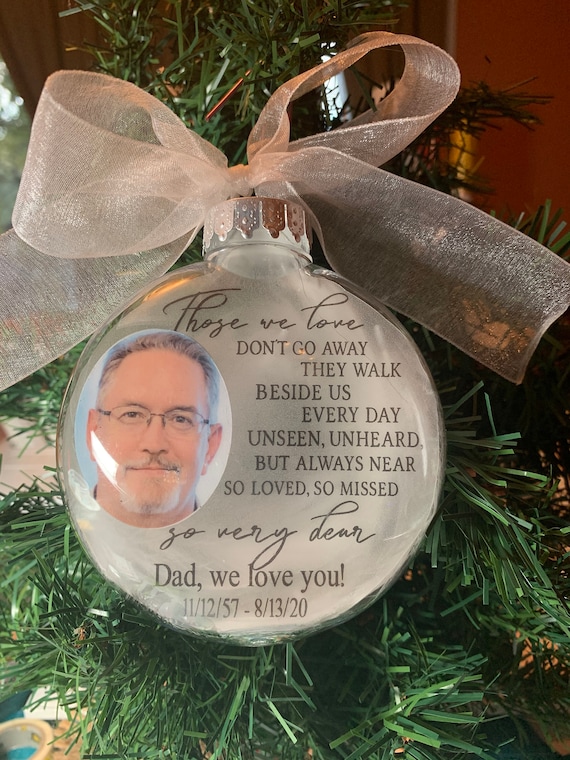 Those we love
DON'T GO AWAY
THEY WALK
BESIDE US
EVERY DAY
UNSEEN, UNHEARD,
BUT ALWAYS NEAR
SO LOVED, SO MISSED
so very dear
Dad, we love you!
11/12/57 - 8/13/20